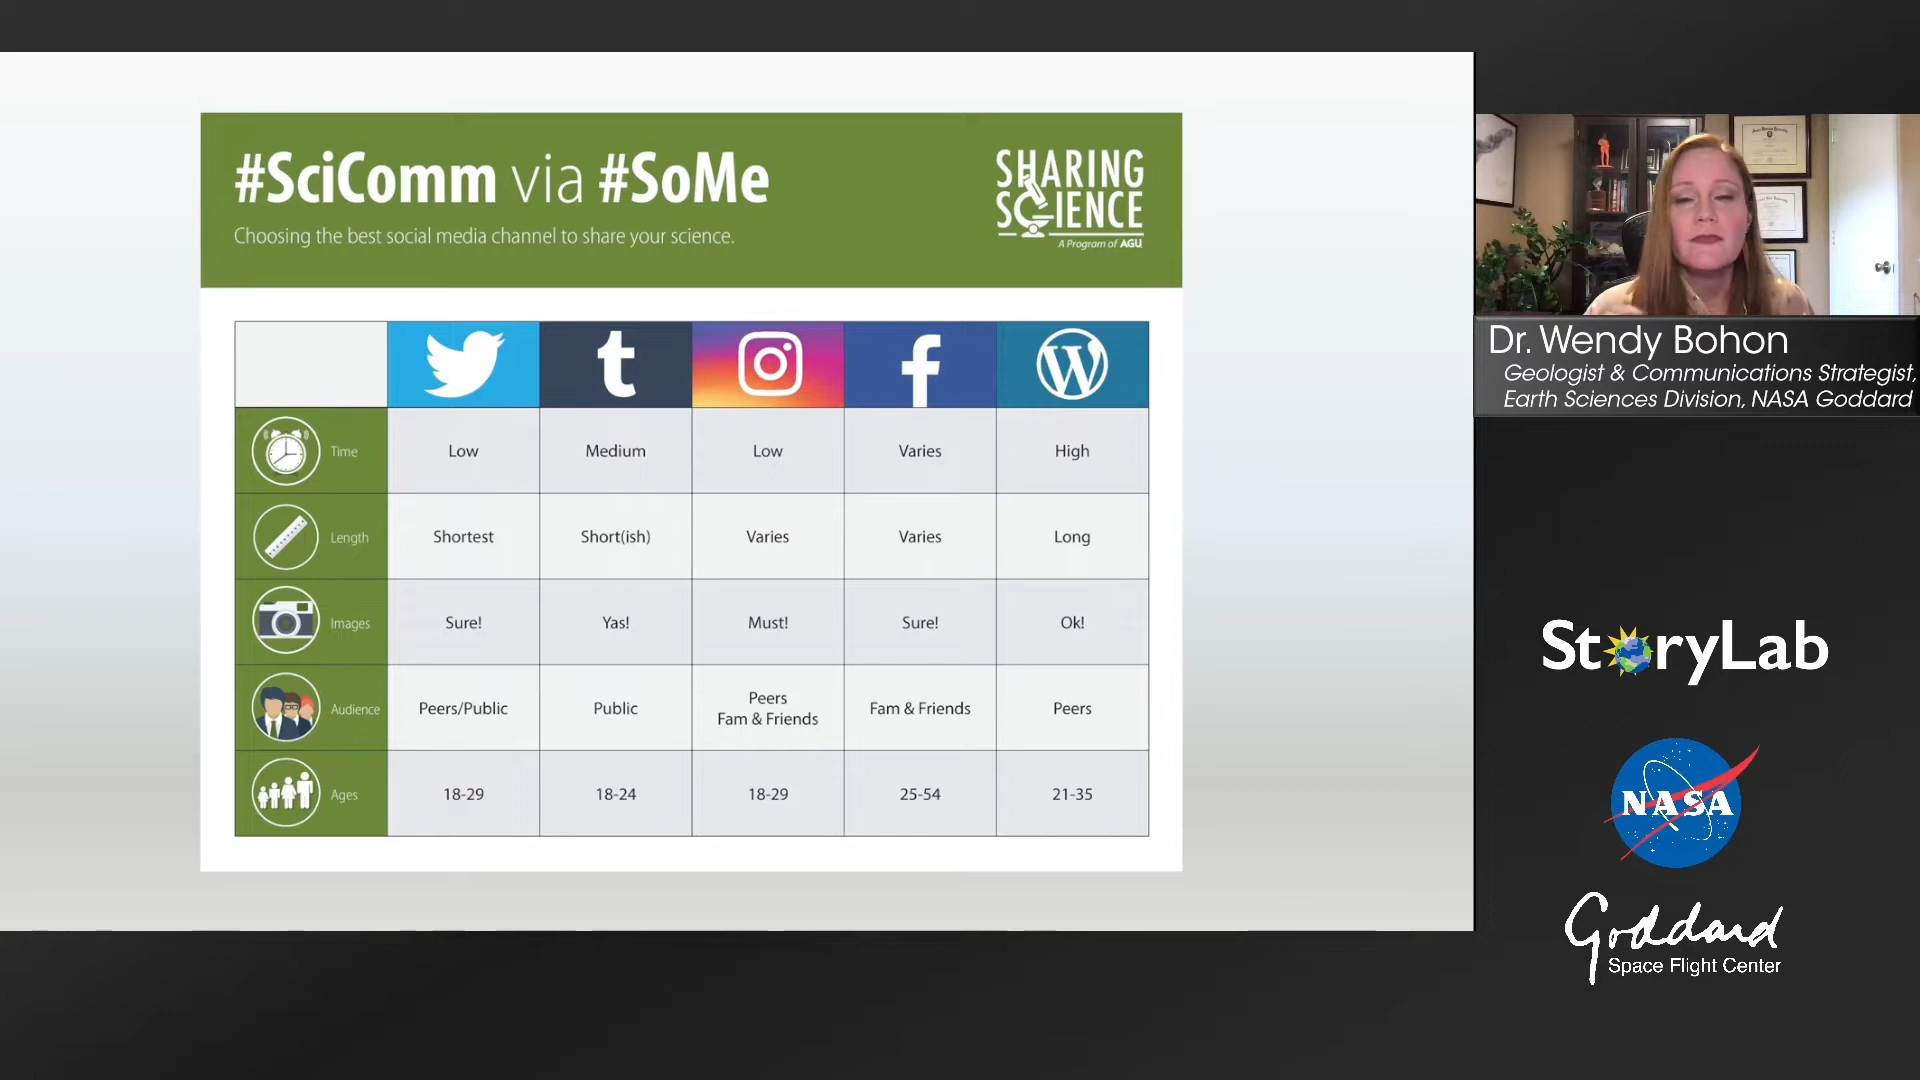 #SciComm via #SoMe
Choosing the best social media channel to share your science.
SHARING
SCIENCE
A Program of AGU
Time Low Medium Low Varies High
Length Shortest Short(ish) Varies Varies Long
Images Sure! Yas! Must! Sure! Ok!
Audience Peers/Public Public Peers Fam & Friends Fam & Friends Peers
Ages 18-29 18-24 18-29 25-54 21-35
Dr. Wendy Bohon
Geologist & Communications Strategist,
Earth Sciences Division, NASA Goddard
StoryLab
NASA
Goddard
Space Flight Center